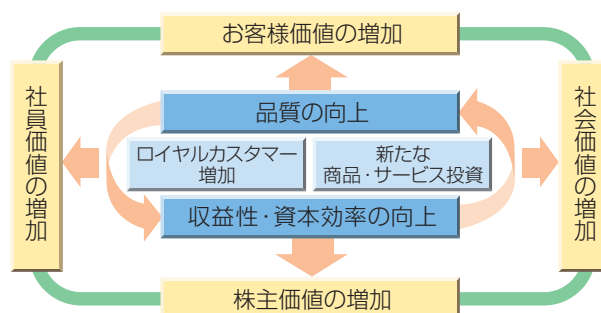 お客様価値の増加
社員価値の増加
品質の向上
ロイヤルカスタマー
増加
新たな
商品・サービス投資
収益性・資本効率の向上
社会価値の増加
株主価値の増加